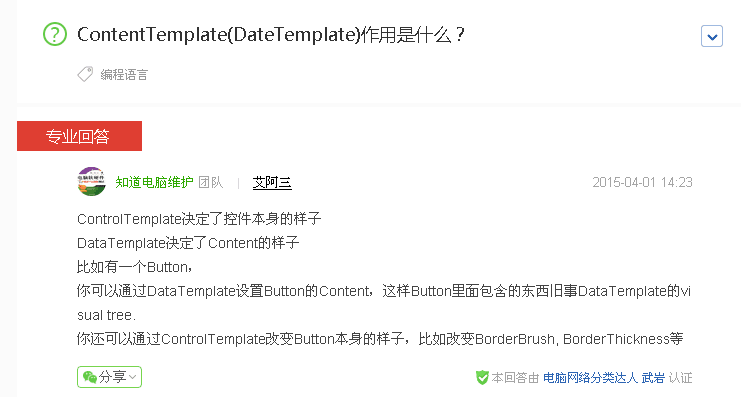 ContentTemplate(DateTemplate)作用是什么？
编程语言
专业回答
知道电脑维护 团队 | 艾阿三 2015-04-01 14:23
ControlTemplate决定了控件本身的样子
DataTemplate决定了Content的样子
比如有一个Button，
你可以通过DataTemplate设置Button的Content，这样Button里面包含的东西旧事DataTemplate的vi
sual tree.
你还可以通过ControlTemplate改变Button本身的样子，比如改变BorderBrush, BorderThickness等
分享 本回答由 电脑网络分类达人 武岩 认证